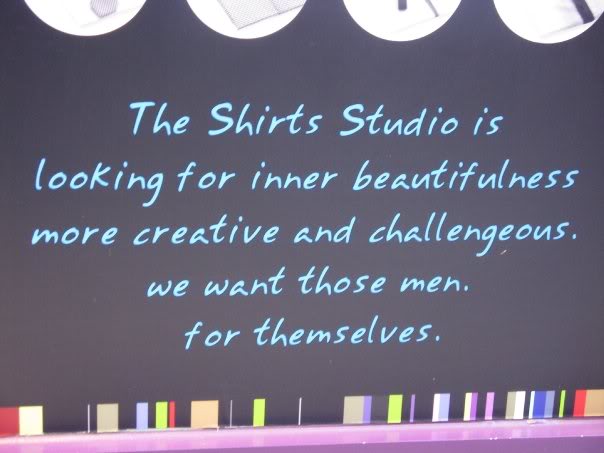 The Shirts Studio is
looking for inner beautifulness
more creative and challengeous.
we want those men.
for themselves.